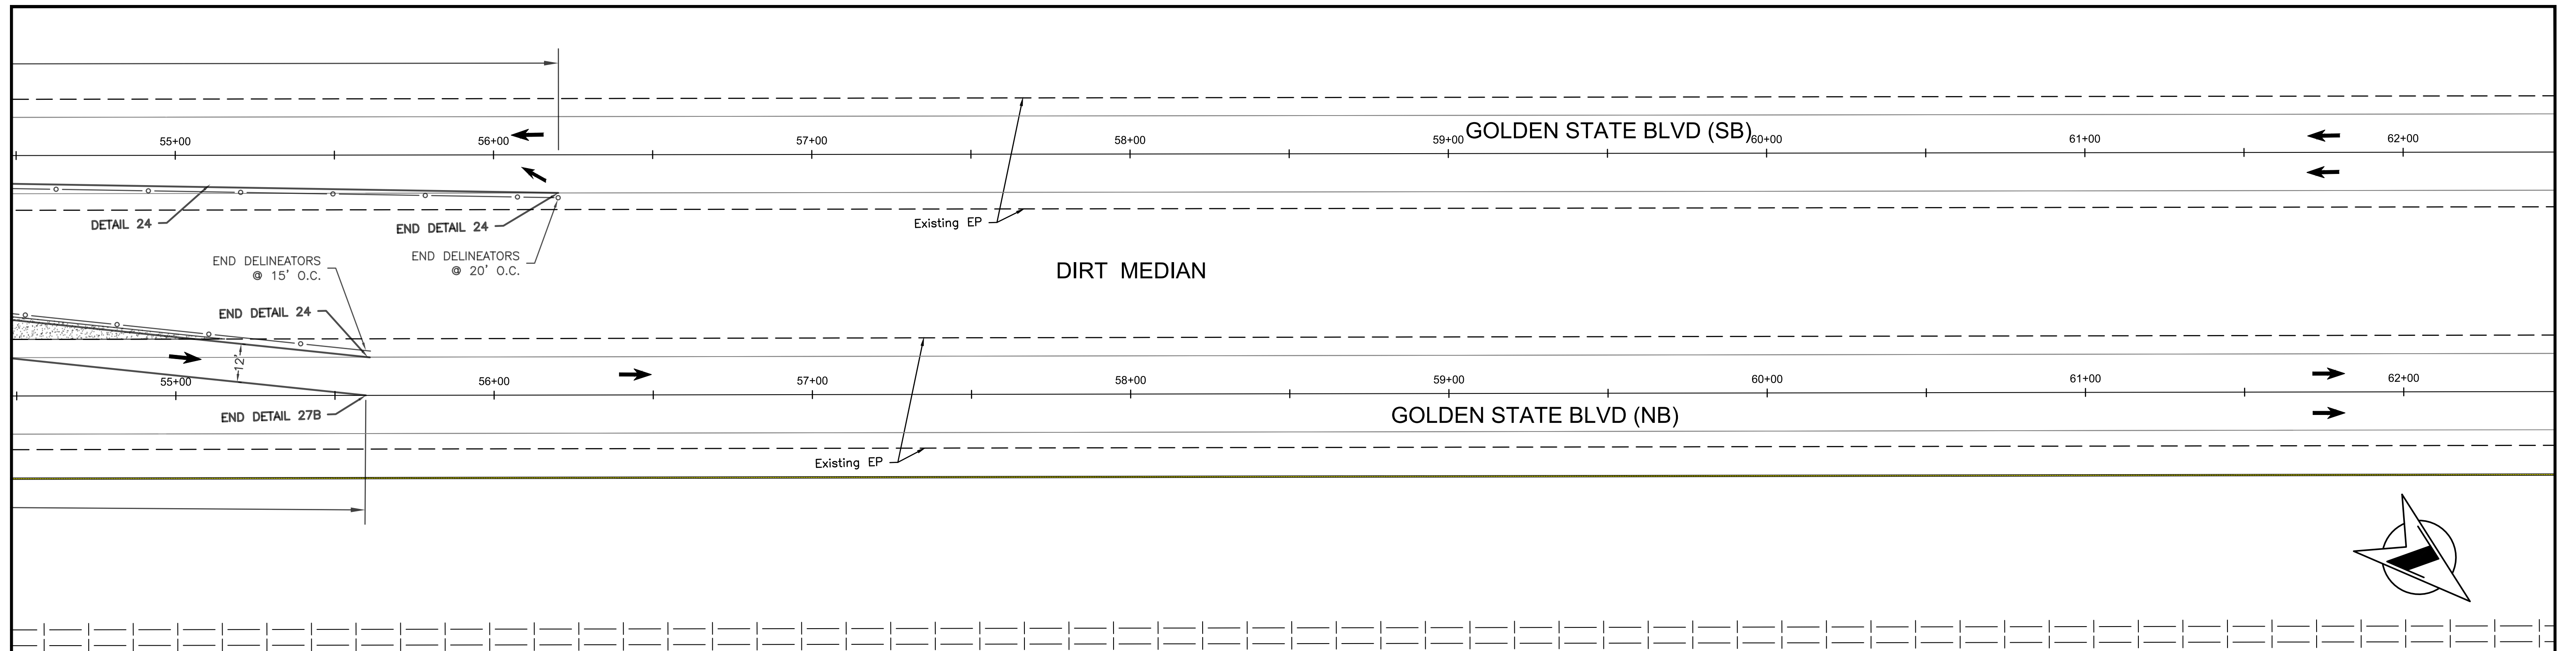 GOLDEN STATE BLVD (SB)
55+00 56+00 57+00 58+00 59+00 60+00 61+00 62+00
DETAIL 24
END DETAIL 24
Existing EP
END DELINEATORS
@ 20' O.C.
END DELINEATORS
@ 15' O.C.
DIRT MEDIAN
END DETAIL 24
12'
55+00 56+00 57+00 58+00 59+00 60+00 61+00 62+00
END DETAIL 27B
GOLDEN STATE BLVD (NB)
Existing EP